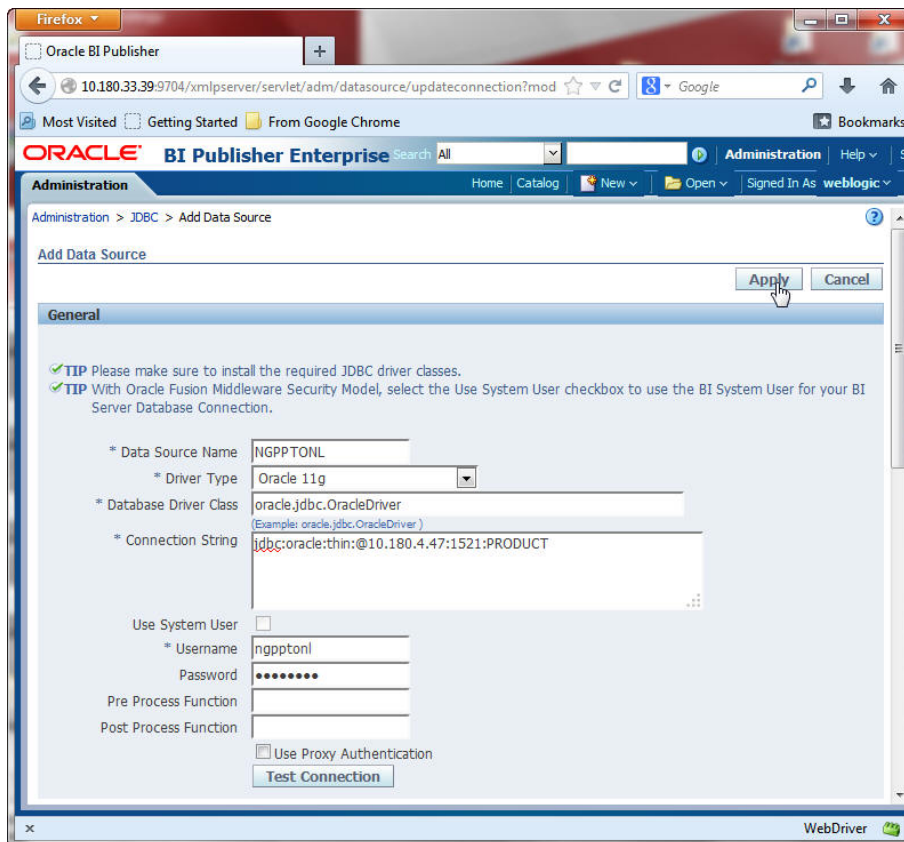 Firefox
Oracle BI Publisher
+
10.180.33.39:9704/xmlpserver/servlet/adm/datasource/updateconnection?mod
8 Google
Most Visited Getting Started From Google Chrome Bookmarks
ORACLE BI Publisher Enterprise Search All Administration Help S
Administration Home Catalog New Open Signed In As weblogic
Administration > JDBC > Add Data Source ?
Add Data Source
Apply Cancel
General
TIP Please make sure to install the required JDBC driver classes.
TIP With Oracle Fusion Middleware Security Model, select the Use System User checkbox to use the BI System User for your BI
Server Database Connection.
* Data Source Name NGPPTONL
* Driver Type Oracle 11g
* Database Driver Class oracle.jdbc.OracleDriver
(Example: oracle.jdbc.OracleDriver )
* Connection String jdbc:oracle:thin:@10.180.4.47:1521:PRODUCT
Use System User
* Username ngpptonl
Password ••••••••
Pre Process Function
Post Process Function
Use Proxy Authentication
Test Connection
x WebDriver